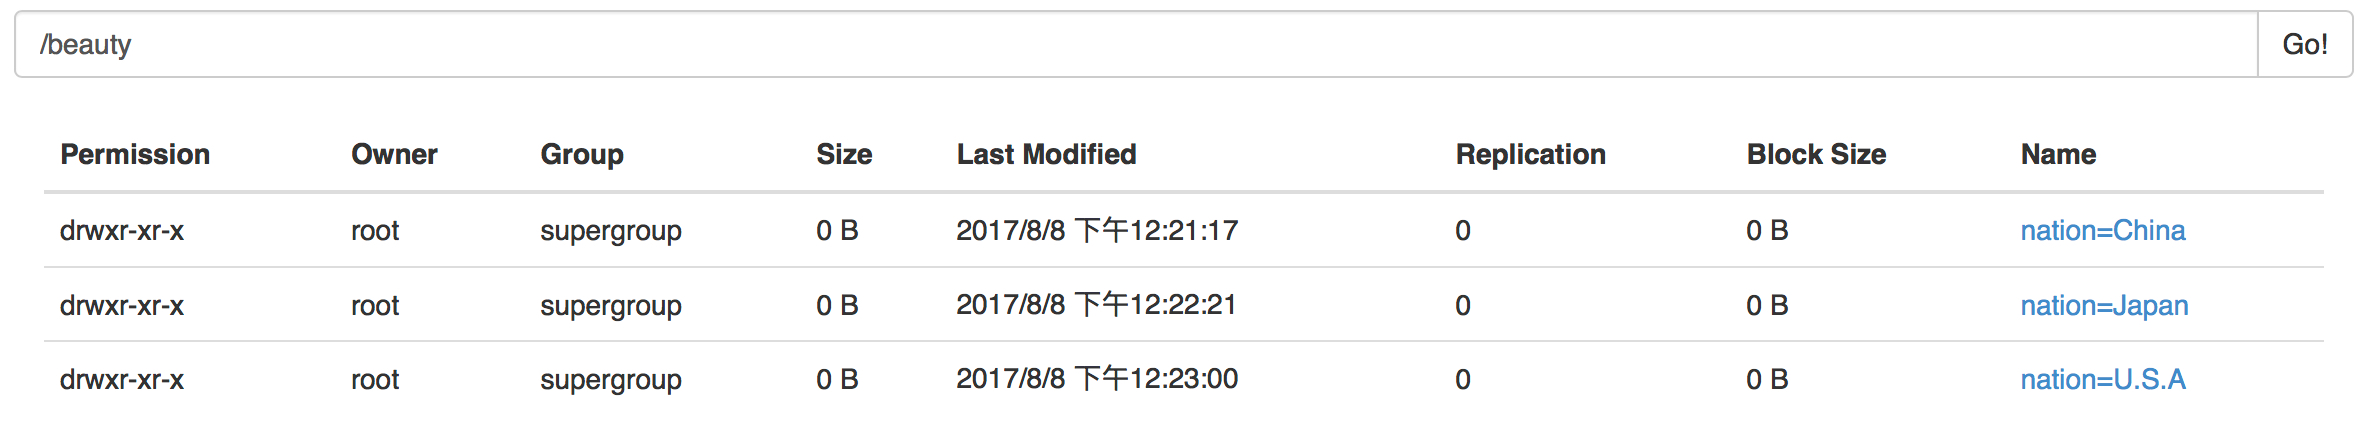 /beauty Go!
Permission Owner Group Size Last Modified Replication Block Size Name
drwxr-xr-x root supergroup 0 B 2017/8/8 下午12:21:17 0 0 B nation=China
drwxr-xr-x root supergroup 0 B 2017/8/8 下午12:22:21 0 0 B nation=Japan
drwxr-xr-x root supergroup 0 B 2017/8/8 下午12:23:00 0 0 B nation=U.S.A